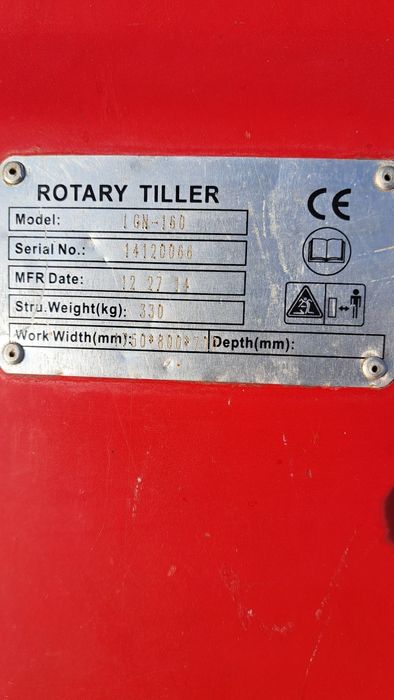 ROTARY TILLER
CE
Model: 1GN-160
Serial No.: 14120066
MFR Date: 12 27 14
Stru.Weight(kg): 330
Work Width(mm): Depth(mm):